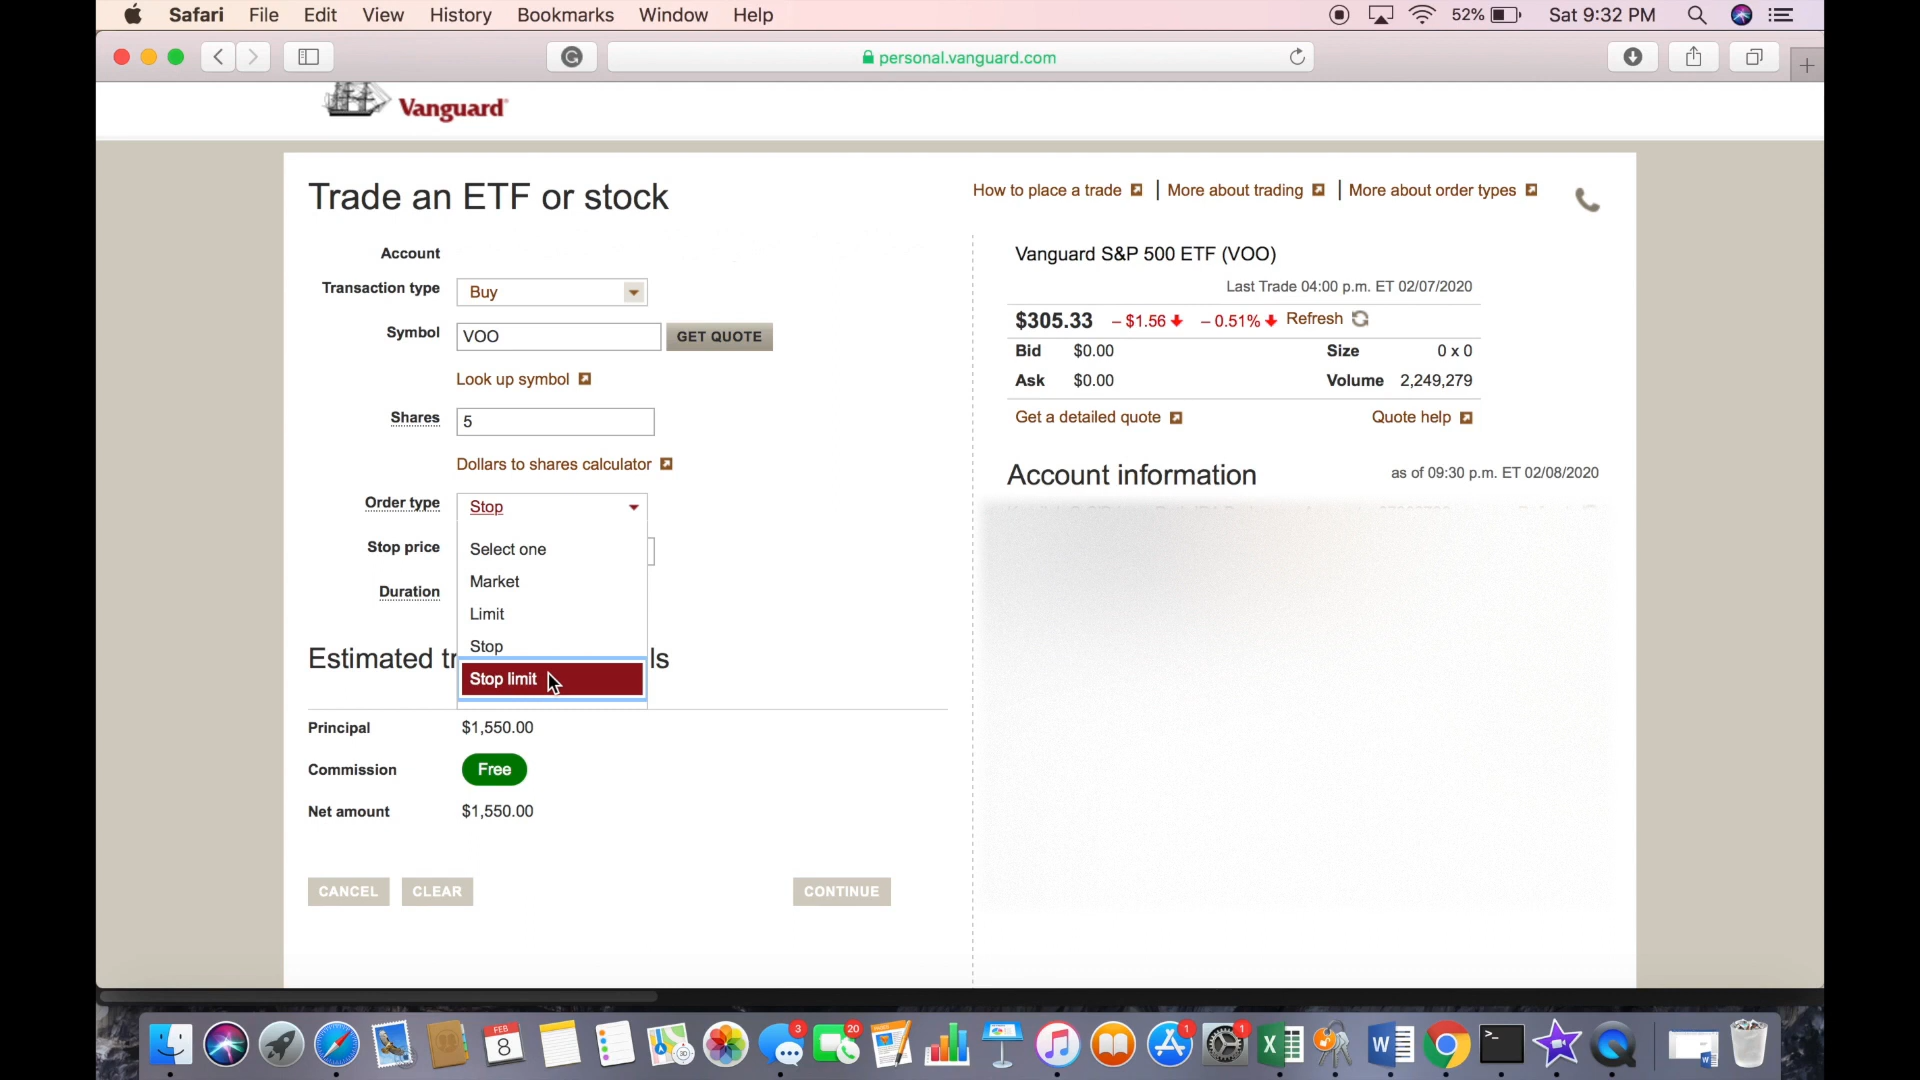 Safari File Edit View History Bookmarks Window Help 52% Sat 9:32 PM
personal.vanguard.com
Vanguard
Trade an ETF or stock
How to place a trade | More about trading | More about order types
Account
Transaction type Buy
Symbol VOO GET QUOTE
Look up symbol
Shares 5
Dollars to shares calculator
Order type Stop
Select one
Stop price
Market
Duration
Limit
Stop
Estimated tr ls
Stop limit
Principal $1,550.00
Commission Free
Net amount $1,550.00
CANCEL CLEAR CONTINUE
Vanguard S&P 500 ETF (VOO)
Last Trade 04:00 p.m. ET 02/07/2020
$305.33 – $1.56 – 0.51% Refresh
Bid $0.00 Size 0 x 0
Ask $0.00 Volume 2,249,279
Get a detailed quote Quote help
Account information as of 09:30 p.m. ET 02/08/2020
FEB
8
3
20
1
1